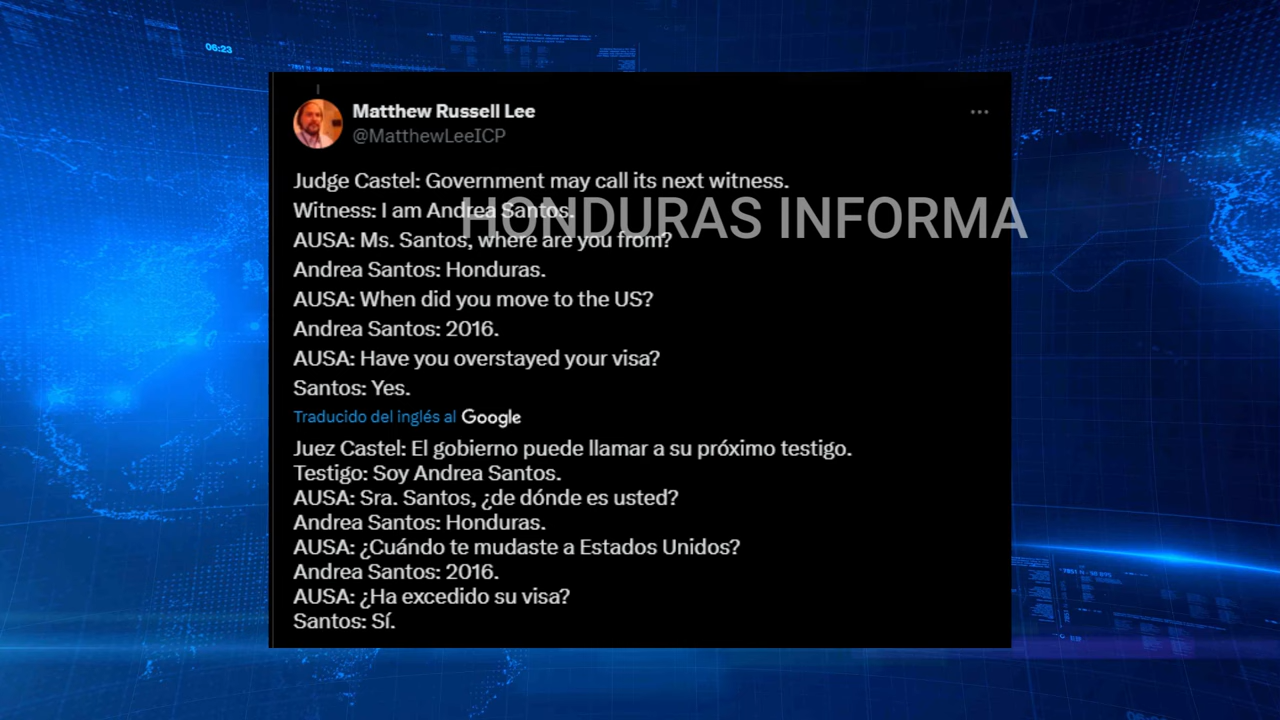 06:23
Matthew Russell Lee
@MatthewLeeICP
Judge Castel: Government may call its next witness.
Witness: I am Andrea Santos.
HONDURAS INFORMA
AUSA: Ms. Santos, where are you from?
Andrea Santos: Honduras.
AUSA: When did you move to the US?
Andrea Santos: 2016.
AUSA: Have you overstayed your visa?
Santos: Yes.
Traducido del inglés al Google
Juez Castel: El gobierno puede llamar a su próximo testigo.
Testigo: Soy Andrea Santos.
AUSA: Sra. Santos, ¿de dónde es usted?
Andrea Santos: Honduras.
AUSA: ¿Cuándo te mudaste a Estados Unidos?
Andrea Santos: 2016.
AUSA: ¿Ha excedido su visa?
Santos: Sí.